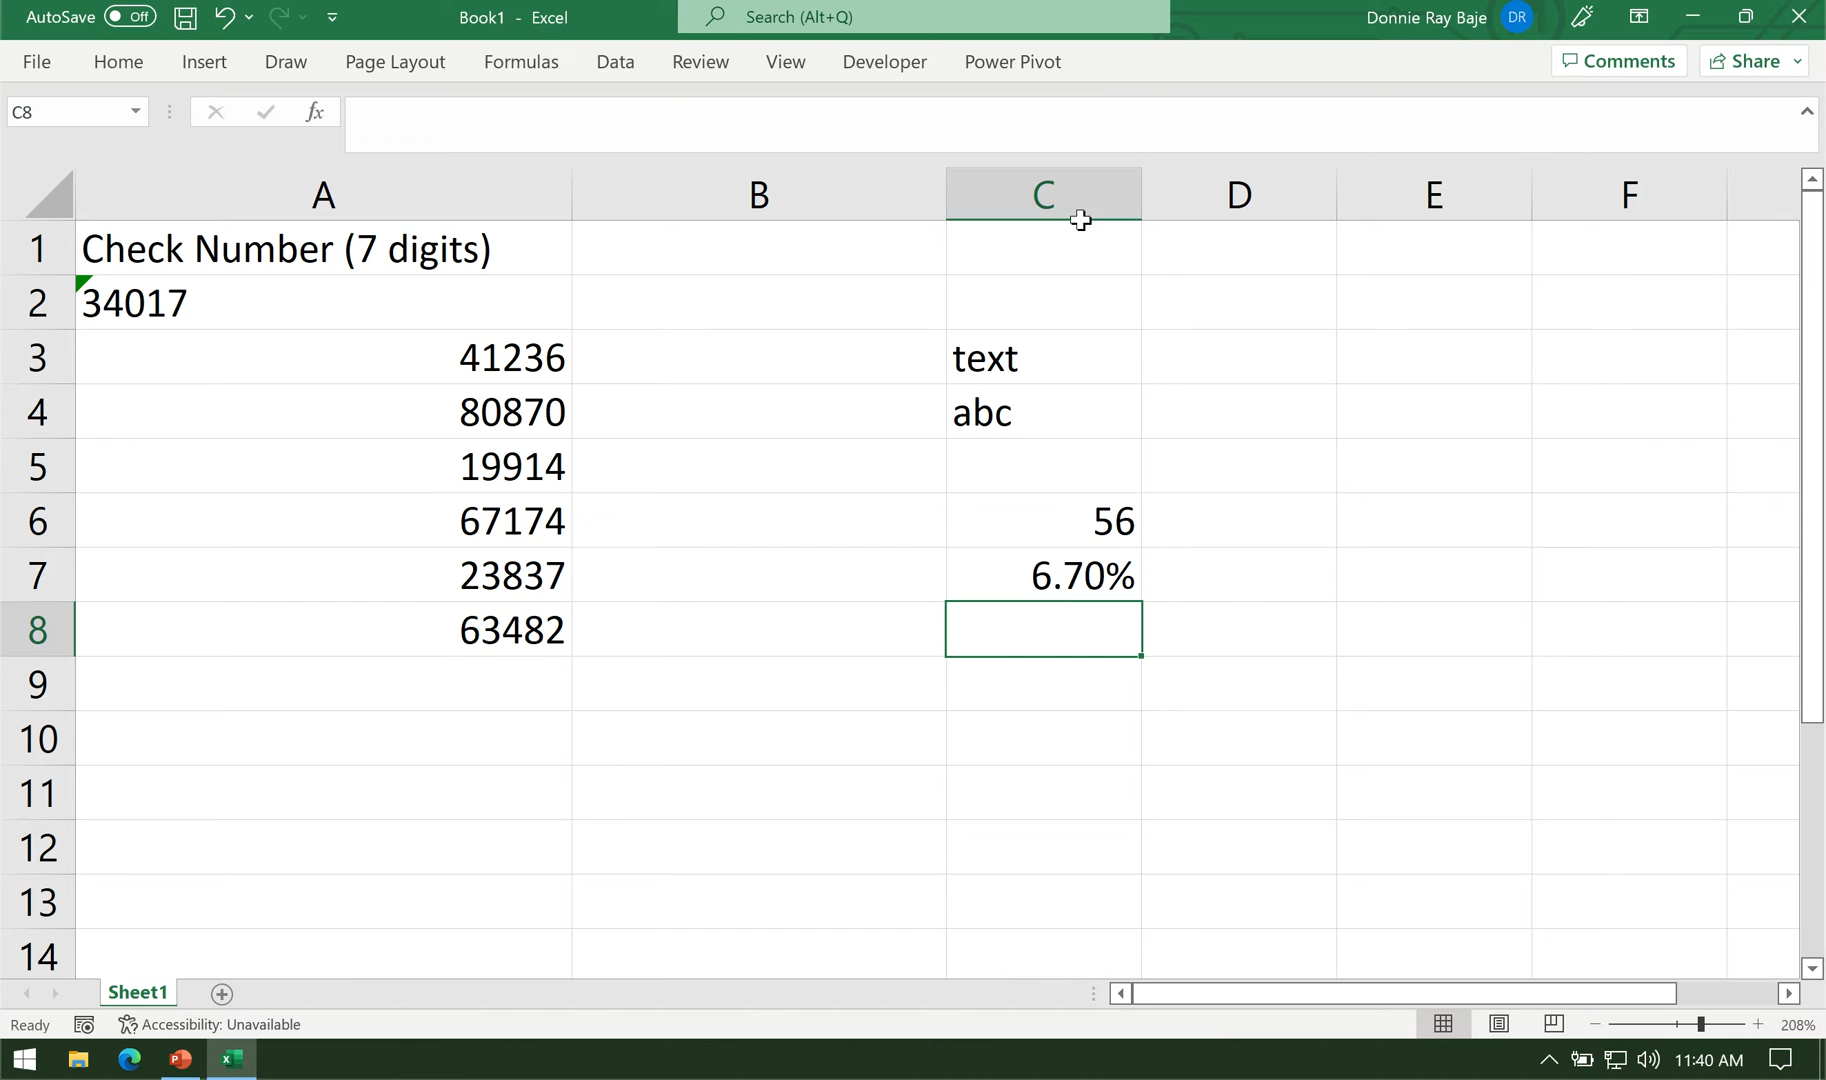 AutoSave Off Book1 - Excel Search (Alt+Q) Donnie Ray Baje DR
File Home Insert Draw Page Layout Formulas Data Review View Developer Power Pivot Comments Share
C8 fx
A B C D E F
1 Check Number (7 digits)
2 34017
3 41236 text
4 80870 abc
5 19914
6 67174 56
7 23837 6.70%
8 63482
9
10
11
12
13
14
Sheet1
Ready Accessibility: Unavailable 208%
11:40 AM